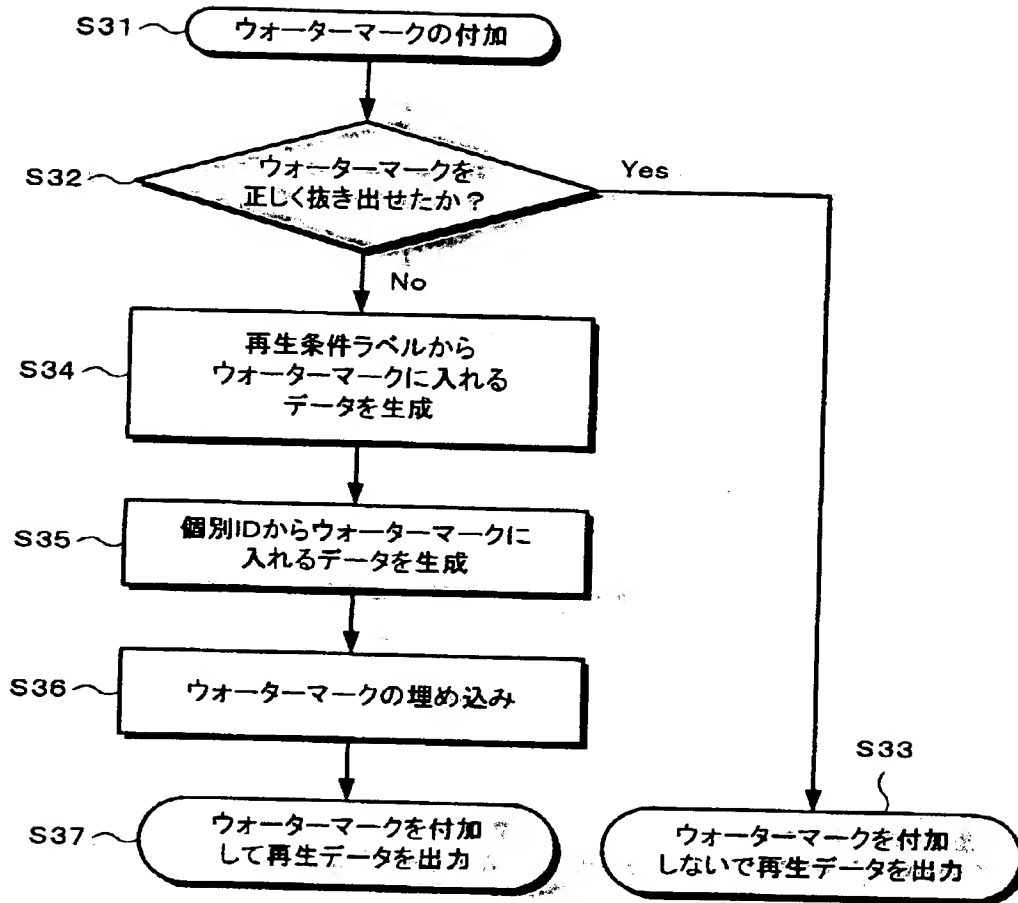 S31
ウォーターマークの付加
S32
ウォーターマークを
正しく抜き出せたか?
Yes
No
S34
再生条件ラベルから
ウォーターマークに入れる
データを生成
S35
個別IDからウォーターマークに
入れるデータを生成
S36
ウォーターマークの埋め込み
S33
S37
ウォーターマークを付加
して再生データを出力
ウォーターマークを付加
しないで再生データを出力